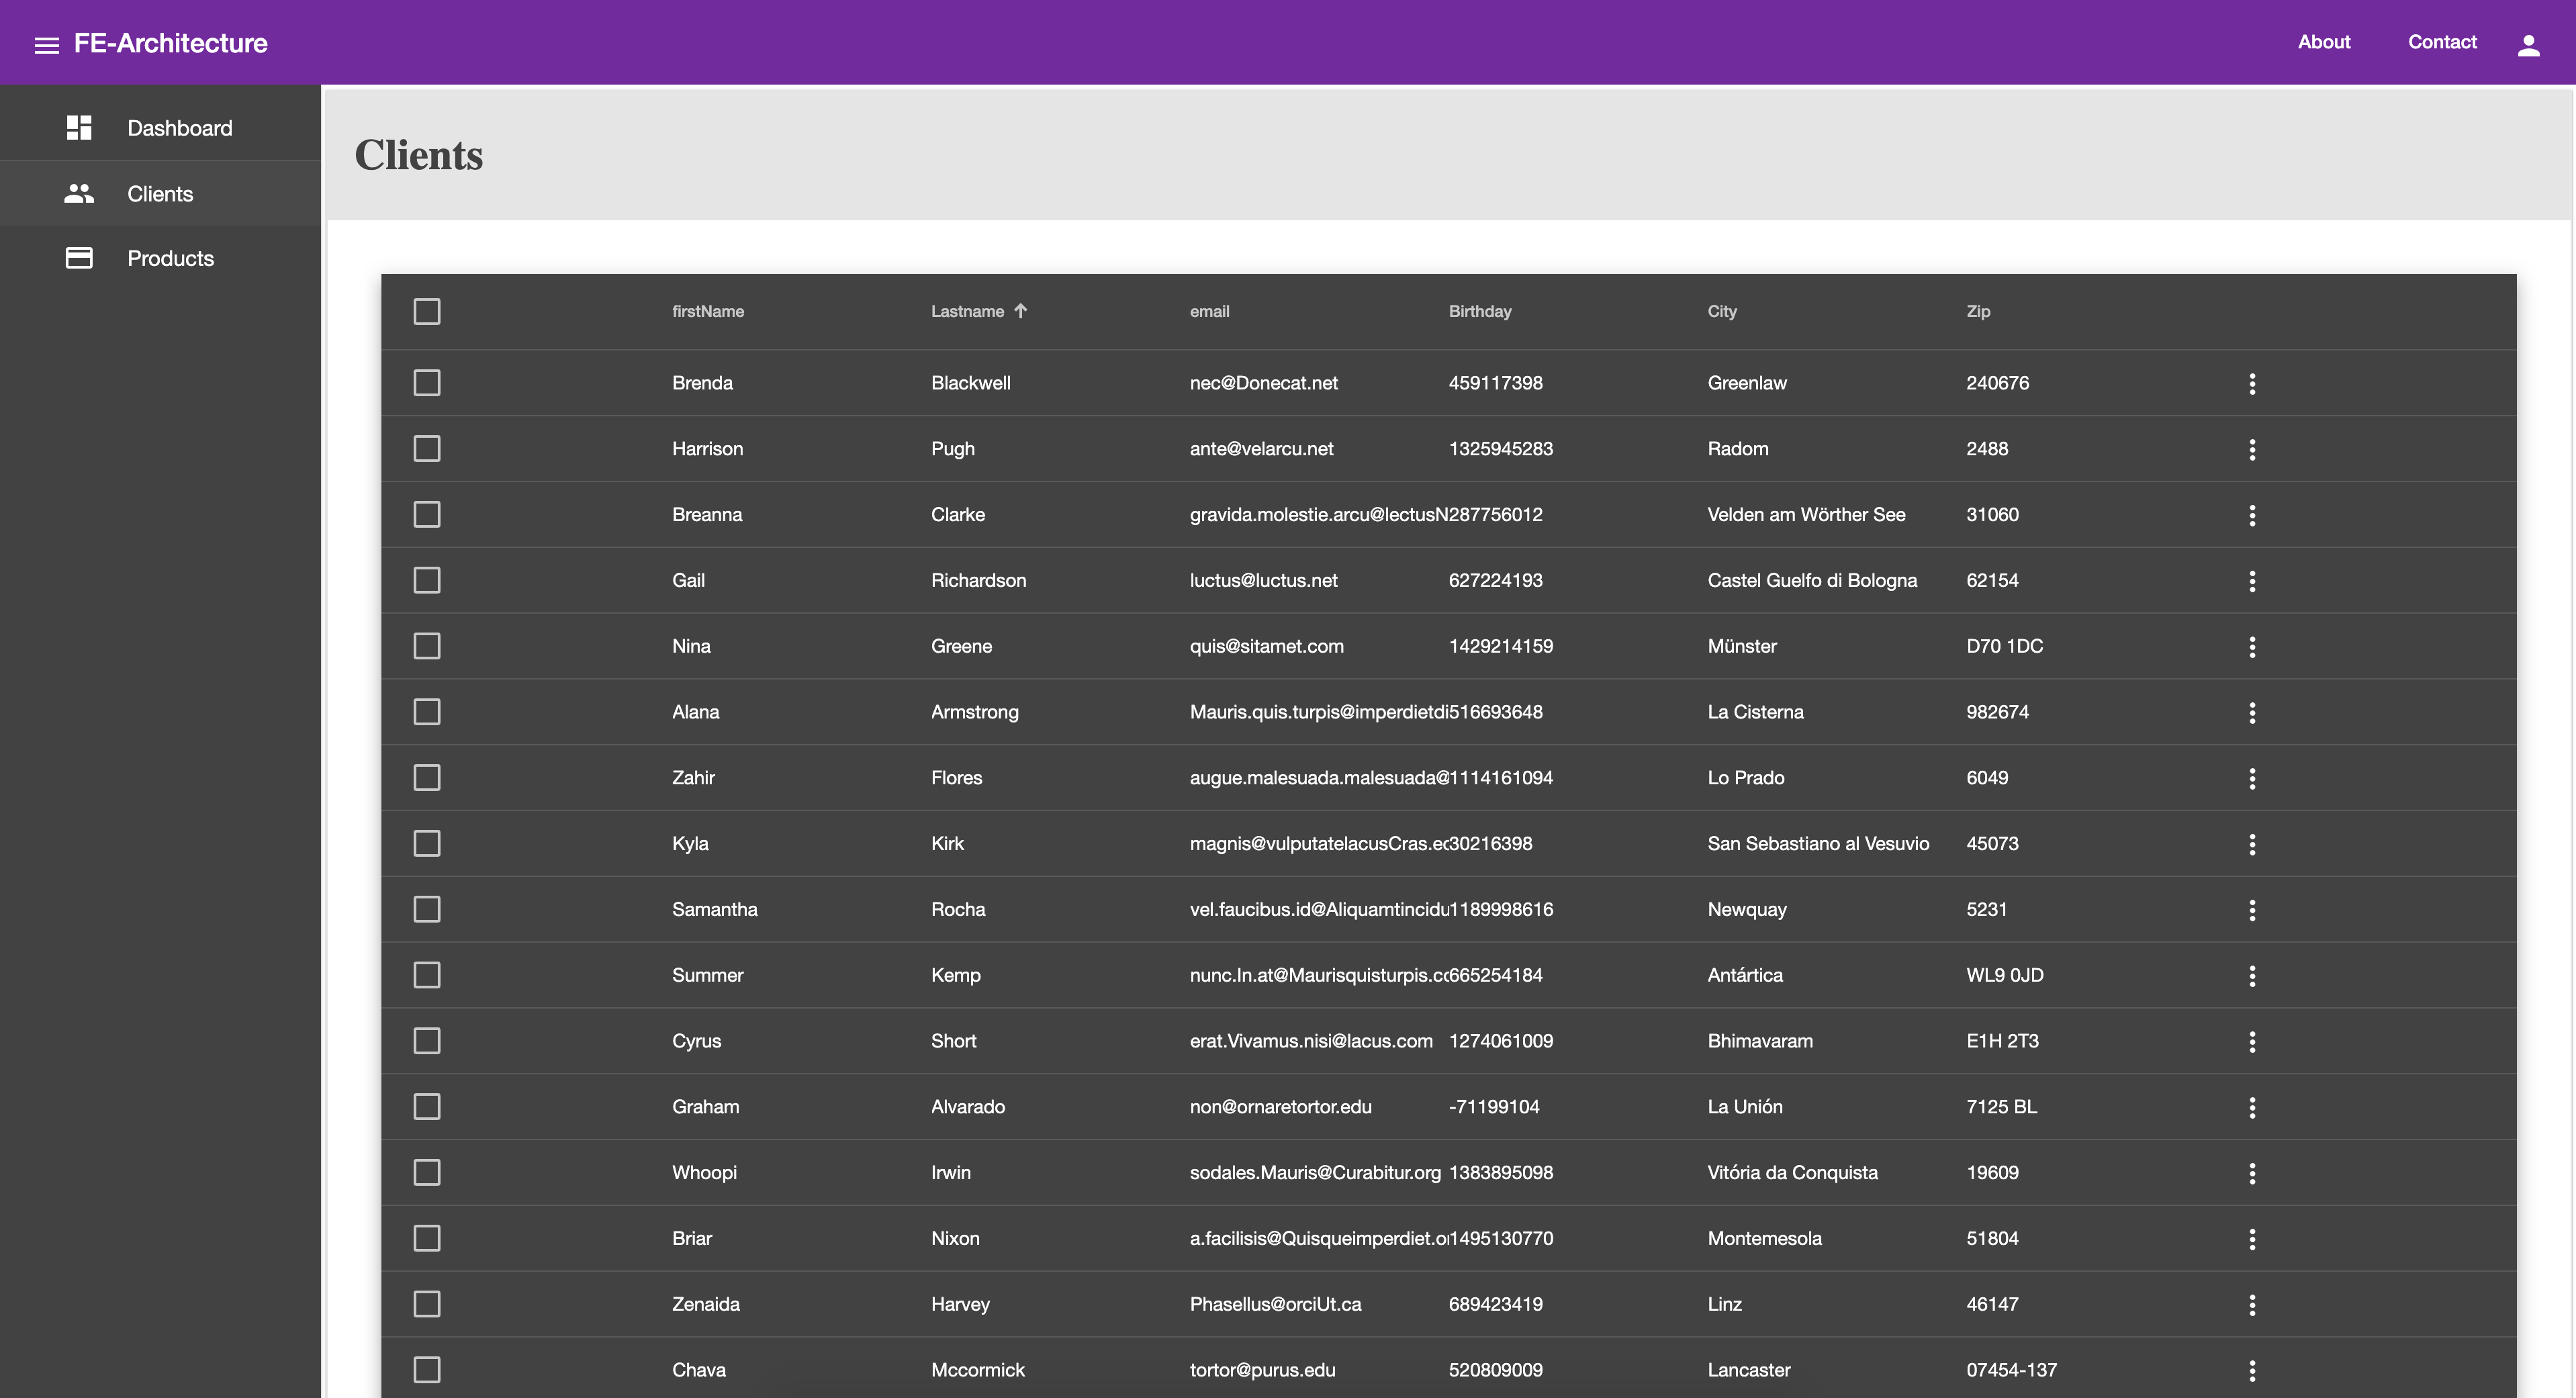 FE-Architecture About Contact
Dashboard
Clients
Products
Clients
firstName Lastname email Birthday City Zip
Brenda Blackwell nec@Donecat.net 459117398 Greenlaw 240676
Harrison Pugh ante@velarcu.net 1325945283 Radom 2488
Breanna Clarke gravida.molestie.arcu@lectusN 287756012 Velden am Wörther See 31060
Gail Richardson luctus@luctus.net 627224193 Castel Guelfo di Bologna 62154
Nina Greene quis@sitamet.com 1429214159 Münster D70 1DC
Alana Armstrong Mauris.quis.turpis@imperdietdi 516693648 La Cisterna 982674
Zahir Flores augue.malesuada.malesuada@ 1114161094 Lo Prado 6049
Kyla Kirk magnis@vulputatelacusCras.e 30216398 San Sebastiano al Vesuvio 45073
Samantha Rocha vel.faucibus.id@Aliquamtincidu 1189998616 Newquay 5231
Summer Kemp nunc.In.at@Maurisquisturpis.c 665254184 Antártica WL9 0JD
Cyrus Short erat.Vivamus.nisi@lacus.com 1274061009 Bhimavaram E1H 2T3
Graham Alvarado non@ornaretortor.edu -71199104 La Unión 7125 BL
Whoopi Irwin sodales.Mauris@Curabitur.org 1383895098 Vitória da Conquista 19609
Briar Nixon a.facilisis@Quisqueimperdiet.o 1495130770 Montemesola 51804
Zenaida Harvey Phasellus@orciUt.ca 689423419 Linz 46147
Chava Mccormick tortor@purus.edu 520809009 Lancaster 07454-137